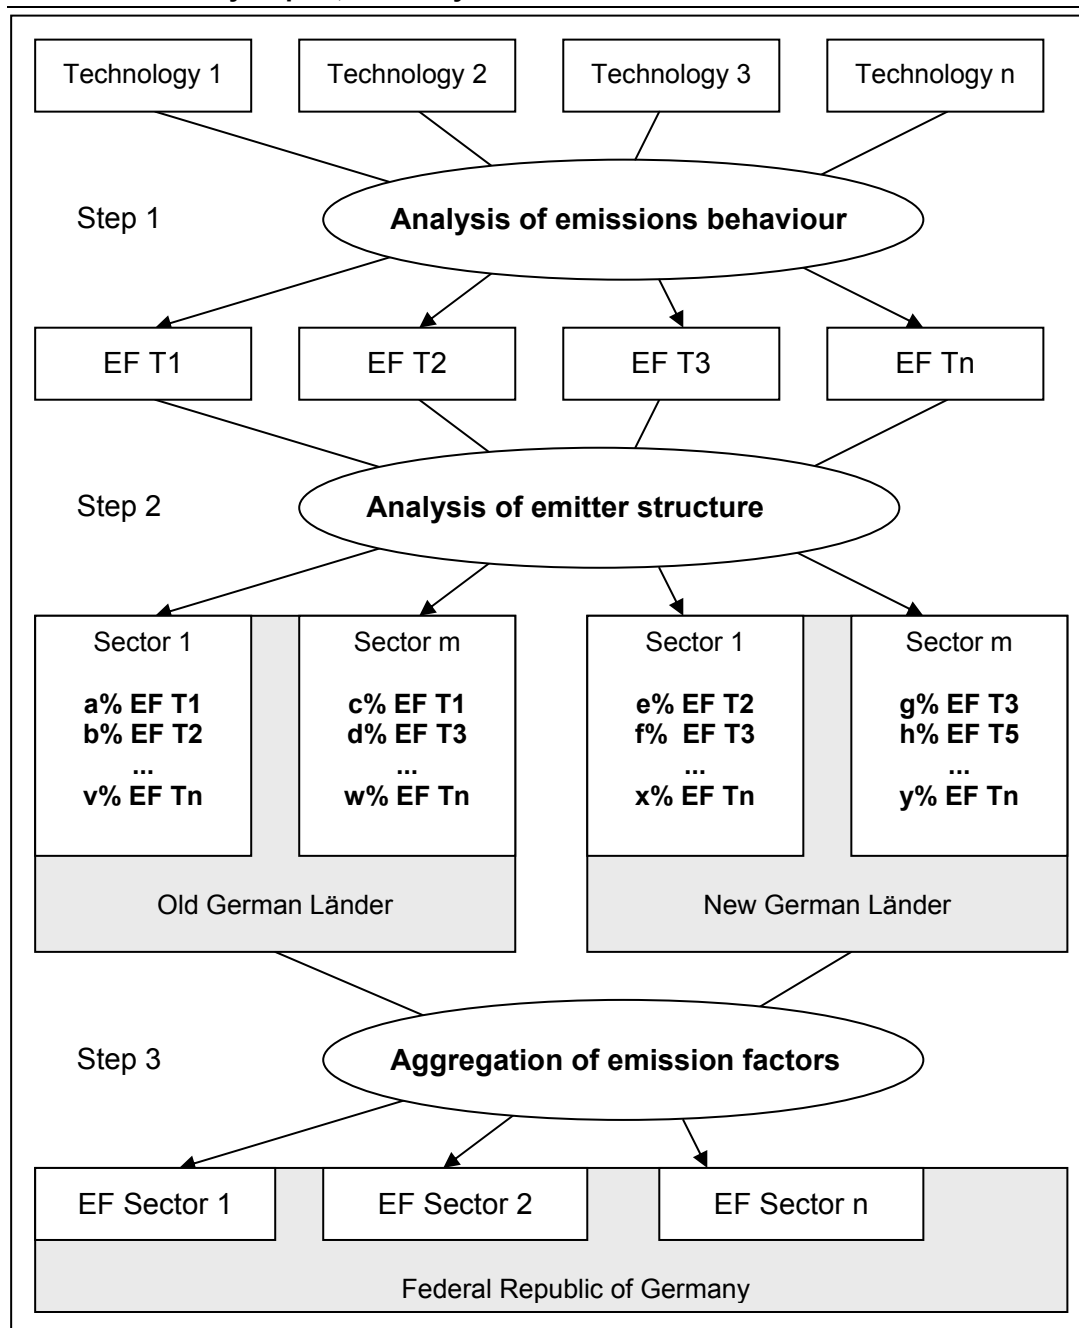 Technology 1
Technology 2
Technology 3
Technology n
Step 1
Analysis of emissions behaviour
EF T1
EF T2
EF T3
EF Tn
Step 2
Analysis of emitter structure
Sector 1
a% EF T1
b% EF T2
...
v% EF Tn
Sector m
c% EF T1
d% EF T3
...
w% EF Tn
Old German Länder
Sector 1
e% EF T2
f% EF T3
...
x% EF Tn
Sector m
g% EF T3
h% EF T5
...
y% EF Tn
New German Länder
Step 3
Aggregation of emission factors
EF Sector 1
EF Sector 2
EF Sector n
Federal Republic of Germany